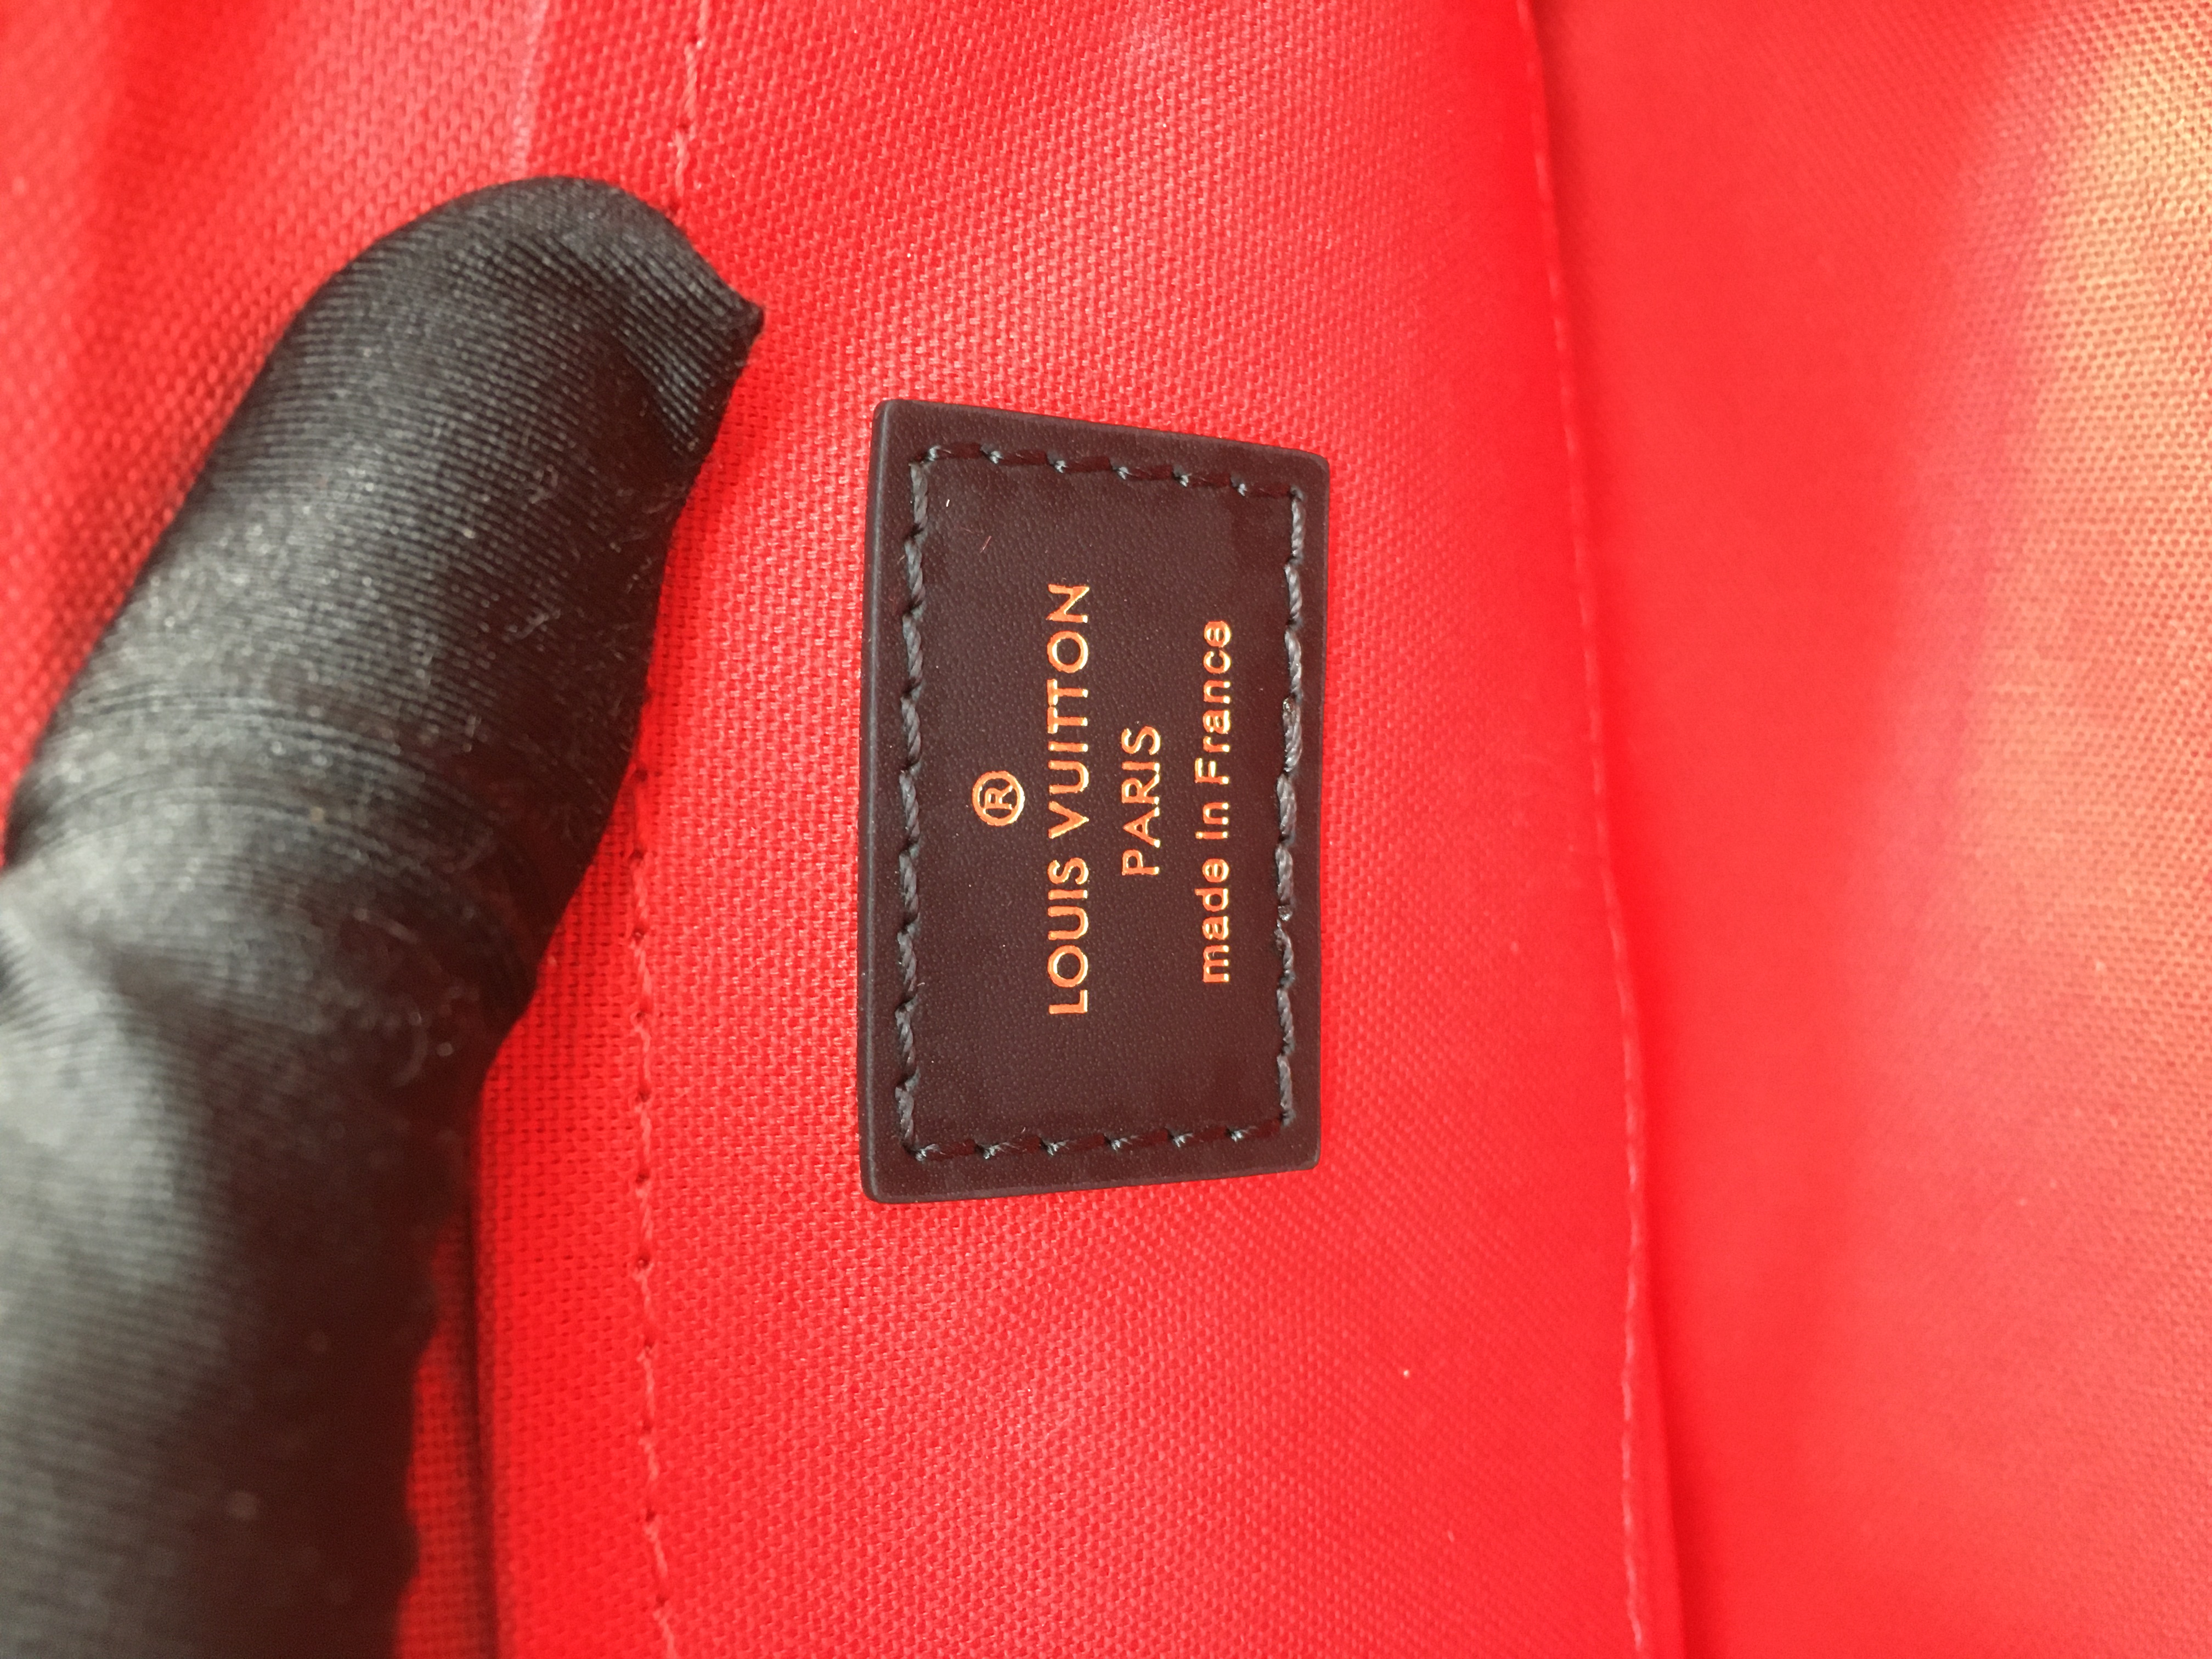 ®
LOUIS VUITTON
PARIS
made in France